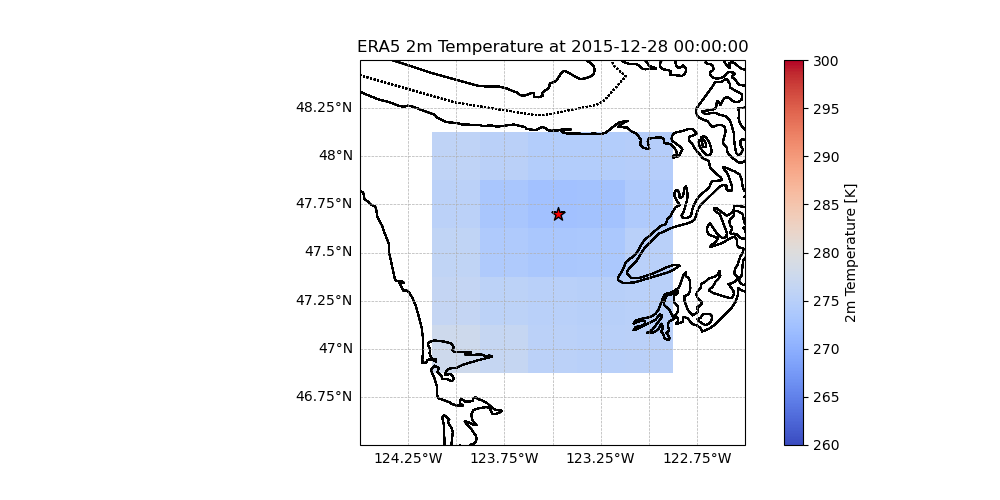 ERA5 2m Temperature at 2015-12-28 00:00:00
48.25°N
48°N
47.75°N
47.5°N
47.25°N
47°N
46.75°N
124.25°W 123.75°W 123.25°W 122.75°W
300
295
290
285
280
275
270
265
260
2m Temperature [K]